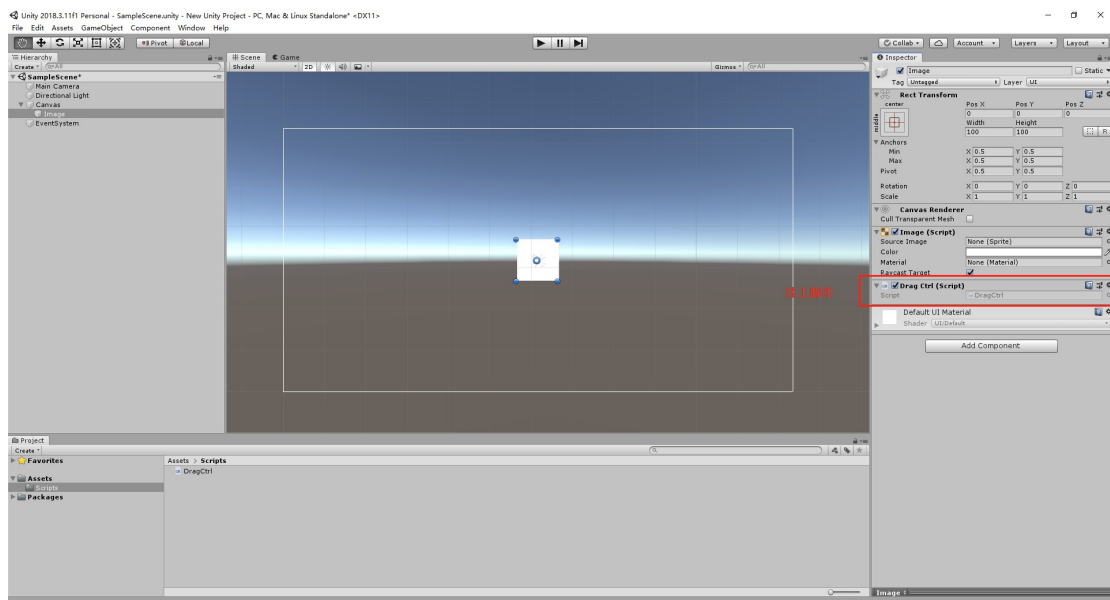 Unity 2018.3.11f1 Personal - SampleScene.unity - New Unity Project - PC, Mac & Linux Standalone* <DX11>
File Edit Assets GameObject Component Window Help
Pivot Local
Collab Account Layers Layout
Hierarchy
Create All
SampleScene*
Main Camera
Directional Light
Canvas
Image
EventSystem
Scene Game
Shaded 2D Gizmos All
Inspector
Image Static
Tag Untagged Layer UI
Rect Transform
center Pos X Pos Y Pos Z
0 0 0
middle Width Height
100 100 R
Anchors
Min X 0.5 Y 0.5
Max X 0.5 Y 0.5
Pivot X 0.5 Y 0.5
Rotation X 0 Y 0 Z 0
Scale X 1 Y 1 Z 1
Canvas Renderer
Cull Transparent Mesh
Image (Script)
Source Image None (Sprite)
Color
Material None (Material)
Raycast Target
Drag Ctrl (Script)
Script DragCtrl
Default UI Material
Shader UI/Default
Add Component
Project
Create
Favorites
Assets
Scripts
Packages
Assets > Scripts
DragCtrl
Image